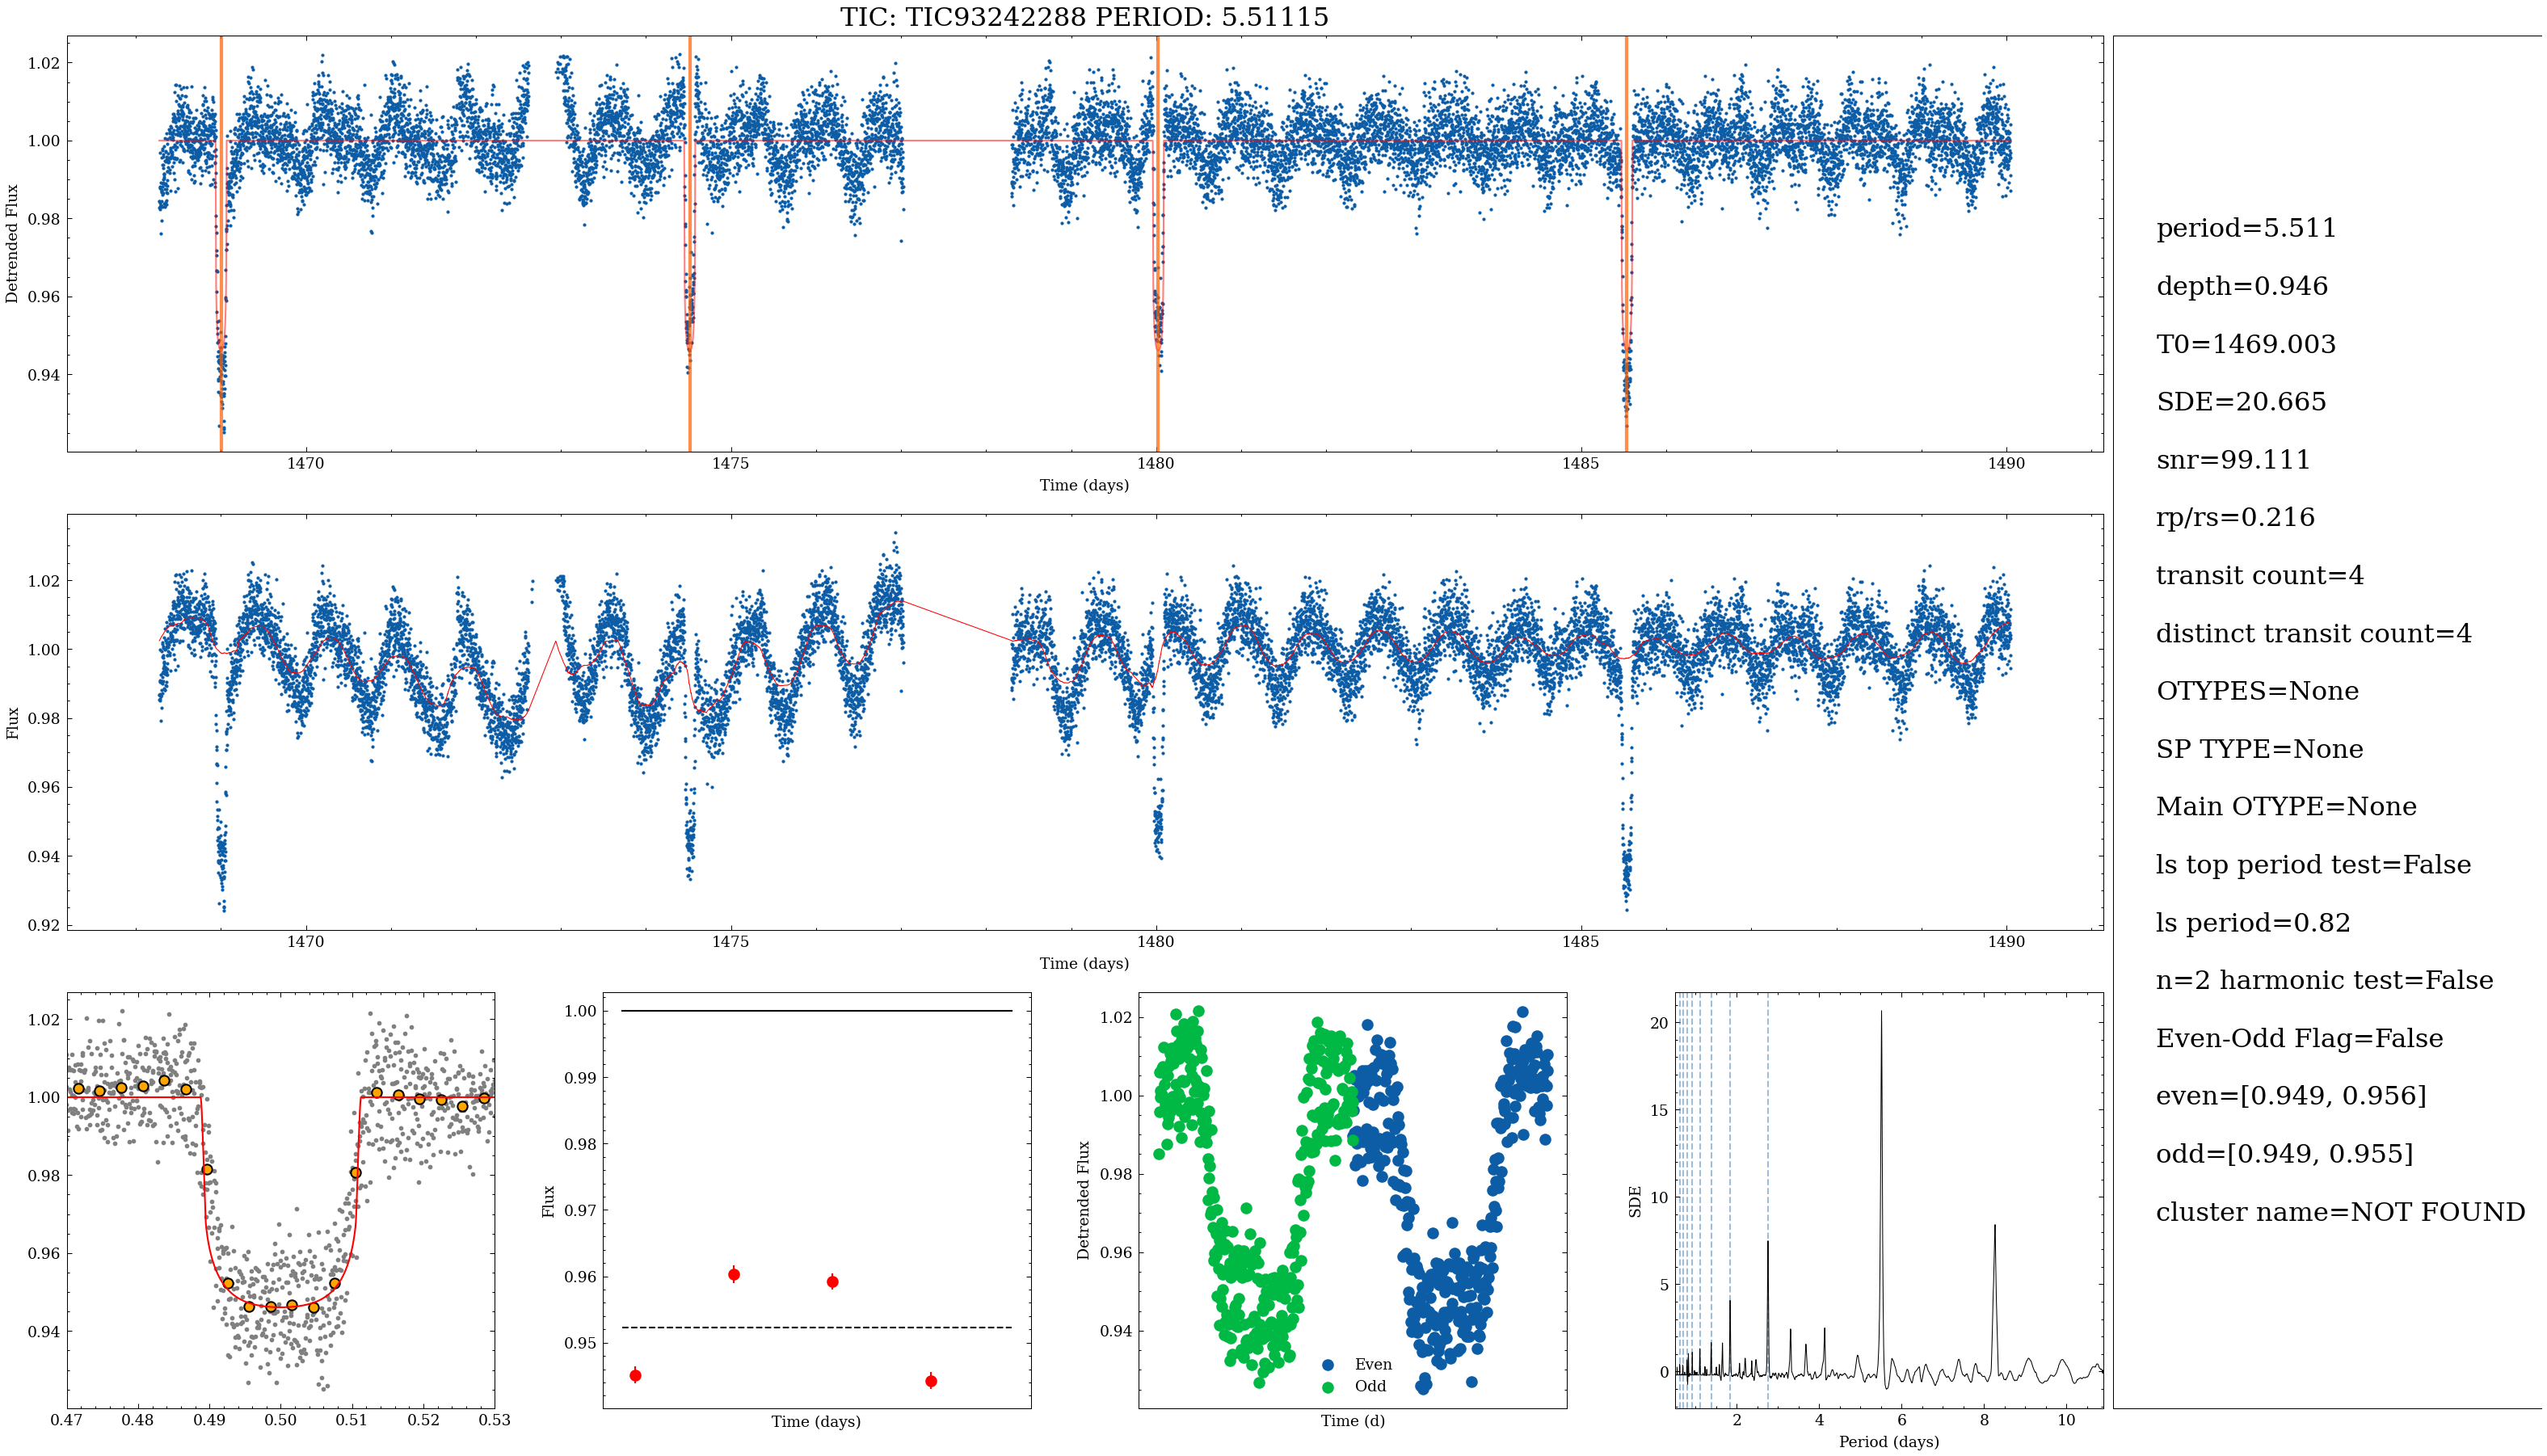 TIC: TIC93242288 PERIOD: 5.51115
1.02
1.00
0.98
0.96
0.94
Detrended Flux
1470
1475
1480
1485
1490
Time (days)
1.02
1.00
0.98
0.96
0.94
0.92
Flux
1470
1475
1480
1485
1490
Time (days)
1.02
1.00
0.98
0.96
0.94
0.47
0.48
0.49
0.50
0.51
0.52
0.53
1.00
0.99
0.98
0.97
0.96
0.95
Flux
Time (days)
1.02
1.00
0.98
0.96
0.94
Detrended Flux
Even
Odd
Time (d)
20
15
10
5
0
SDE
2
4
6
8
10
Period (days)
period=5.511
depth=0.946
T0=1469.003
SDE=20.665
snr=99.111
rp/rs=0.216
transit count=4
distinct transit count=4
OTYPES=None
SP TYPE=None
Main OTYPE=None
ls top period test=False
ls period=0.82
n=2 harmonic test=False
Even-Odd Flag=False
even=[0.949, 0.956]
odd=[0.949, 0.955]
cluster name=NOT FOUND